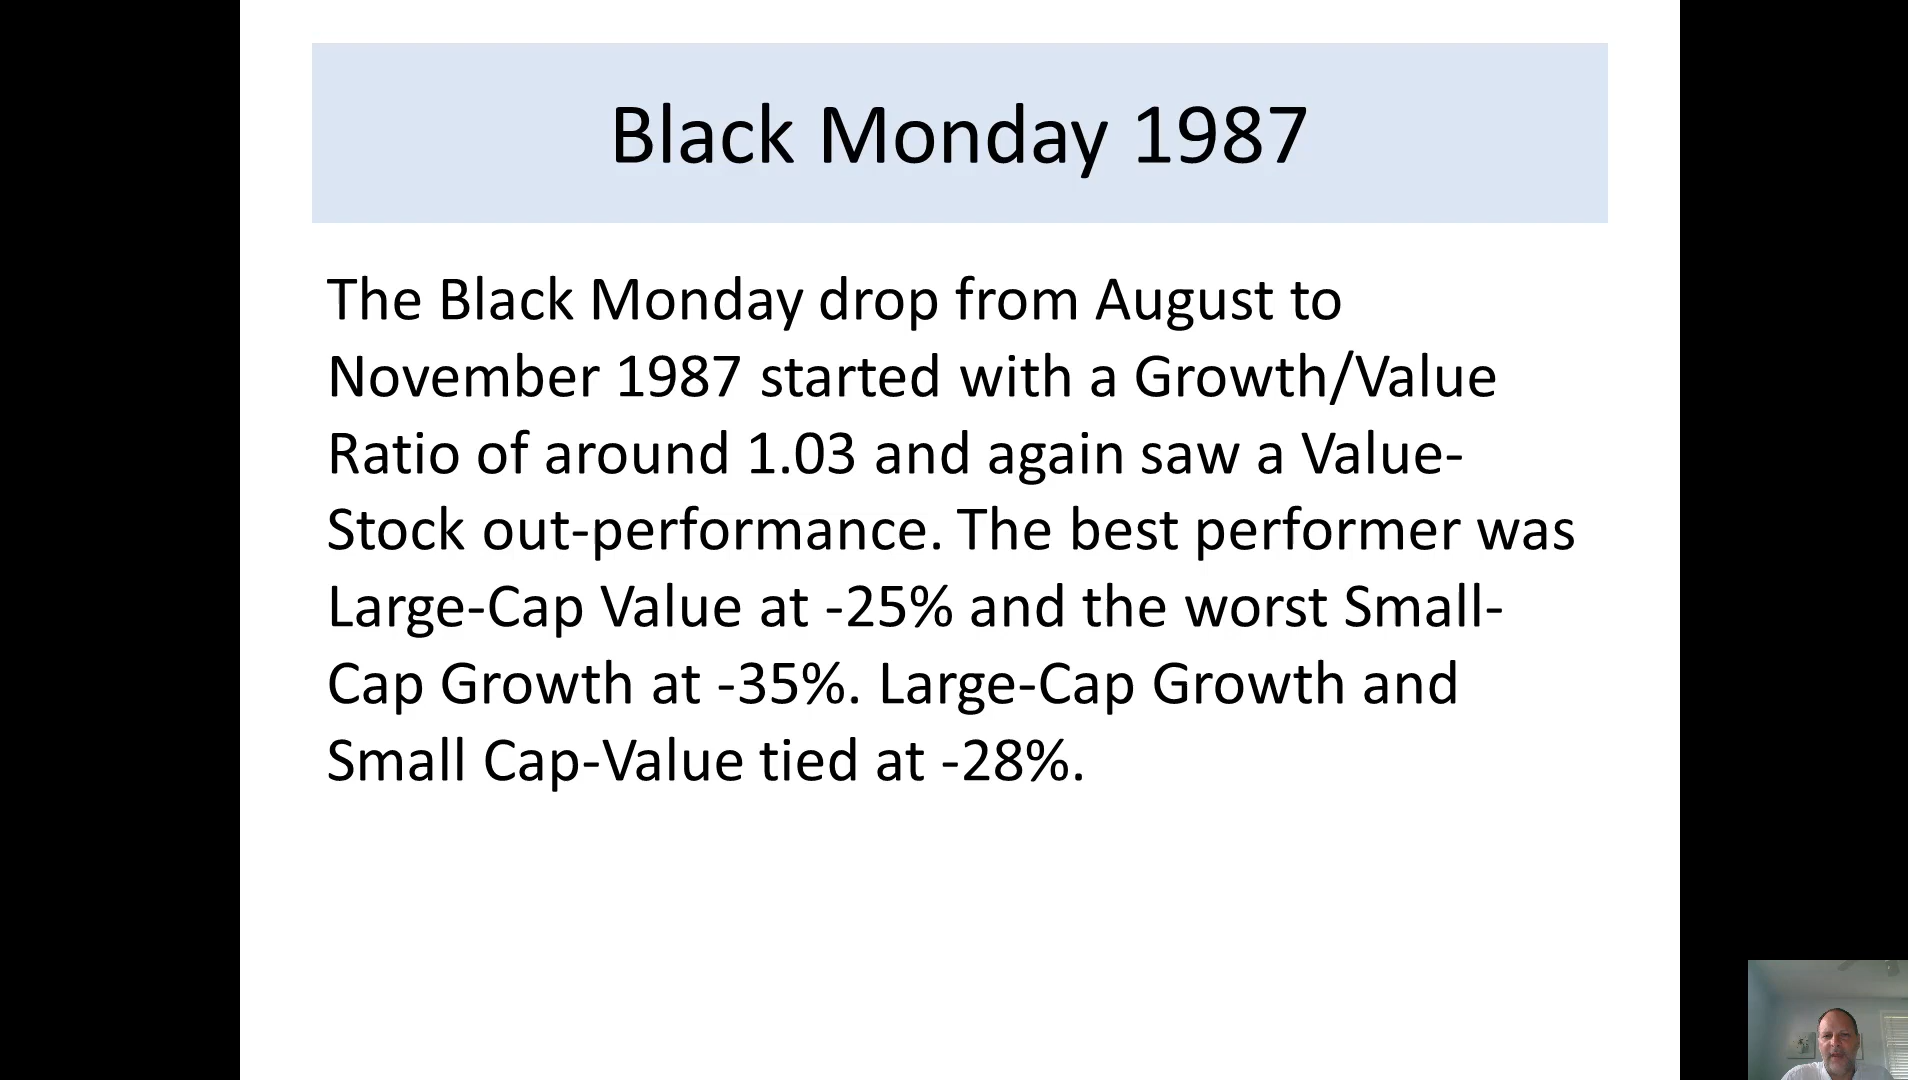 Black Monday 1987
The Black Monday drop from August to
November 1987 started with a Growth/Value
Ratio of around 1.03 and again saw a Value-
Stock out-performance. The best performer was
Large-Cap Value at -25% and the worst Small-
Cap Growth at -35%. Large-Cap Growth and
Small Cap-Value tied at -28%.